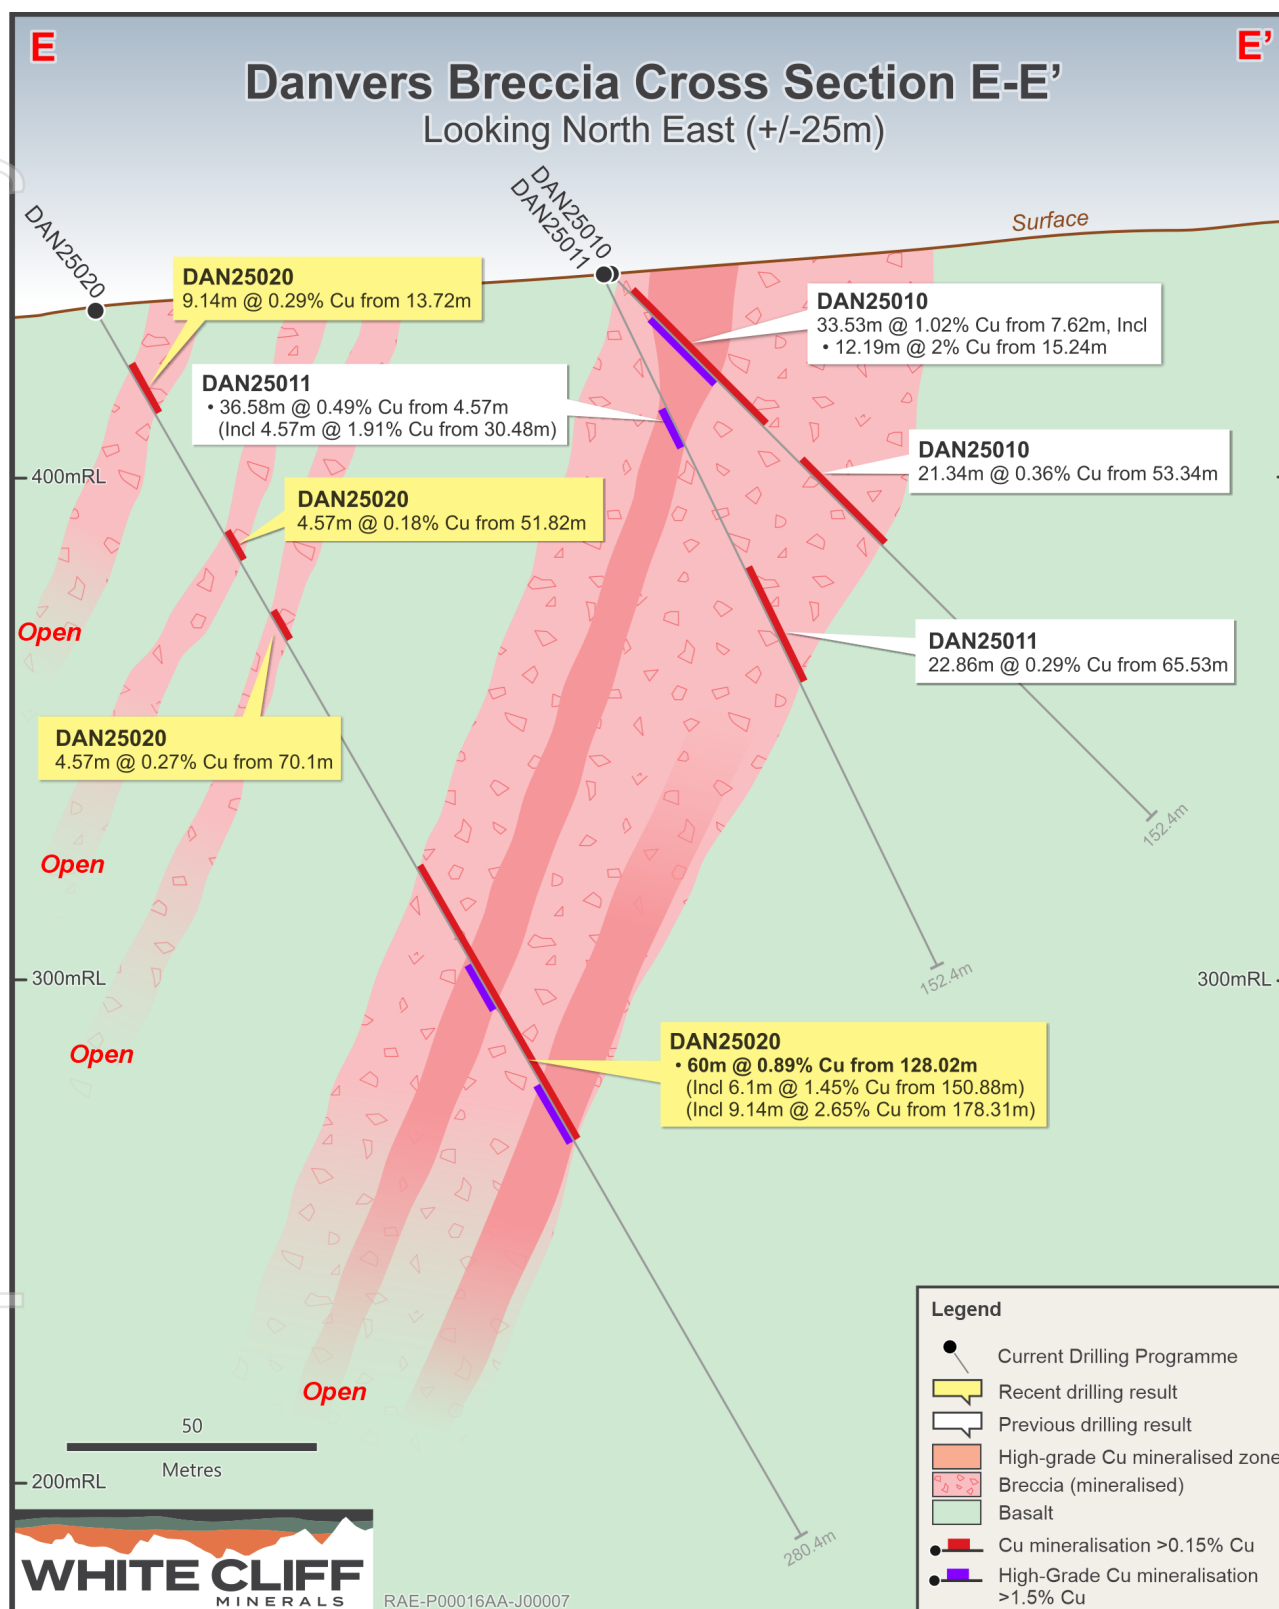 E
E’
Danvers Breccia Cross Section E-E’
Looking North East (+/-25m)
DAN25010
DAN25011
DAN25020
Surface
DAN25020
9.14m @ 0.29% Cu from 13.72m
DAN25010
33.53m @ 1.02% Cu from 7.62m, Incl
• 12.19m @ 2% Cu from 15.24m
DAN25011
• 36.58m @ 0.49% Cu from 4.57m
(Incl 4.57m @ 1.91% Cu from 30.48m)
DAN25010
21.34m @ 0.36% Cu from 53.34m
400mRL
DAN25020
4.57m @ 0.18% Cu from 51.82m
Open
DAN25011
22.86m @ 0.29% Cu from 65.53m
DAN25020
4.57m @ 0.27% Cu from 70.1m
152.4m
Open
152.4m
300mRL
300mRL
Open
DAN25020
• 60m @ 0.89% Cu from 128.02m
(Incl 6.1m @ 1.45% Cu from 150.88m)
(Incl 9.14m @ 2.65% Cu from 178.31m)
Open
50
Metres
200mRL
280.4m
Legend
Current Drilling Programme
Recent drilling result
Previous drilling result
High-grade Cu mineralised zone
Breccia (mineralised)
Basalt
Cu mineralisation >0.15% Cu
High-Grade Cu mineralisation
>1.5% Cu
WHITE CLIFF
MINERALS
RAE-P00016AA-J00007